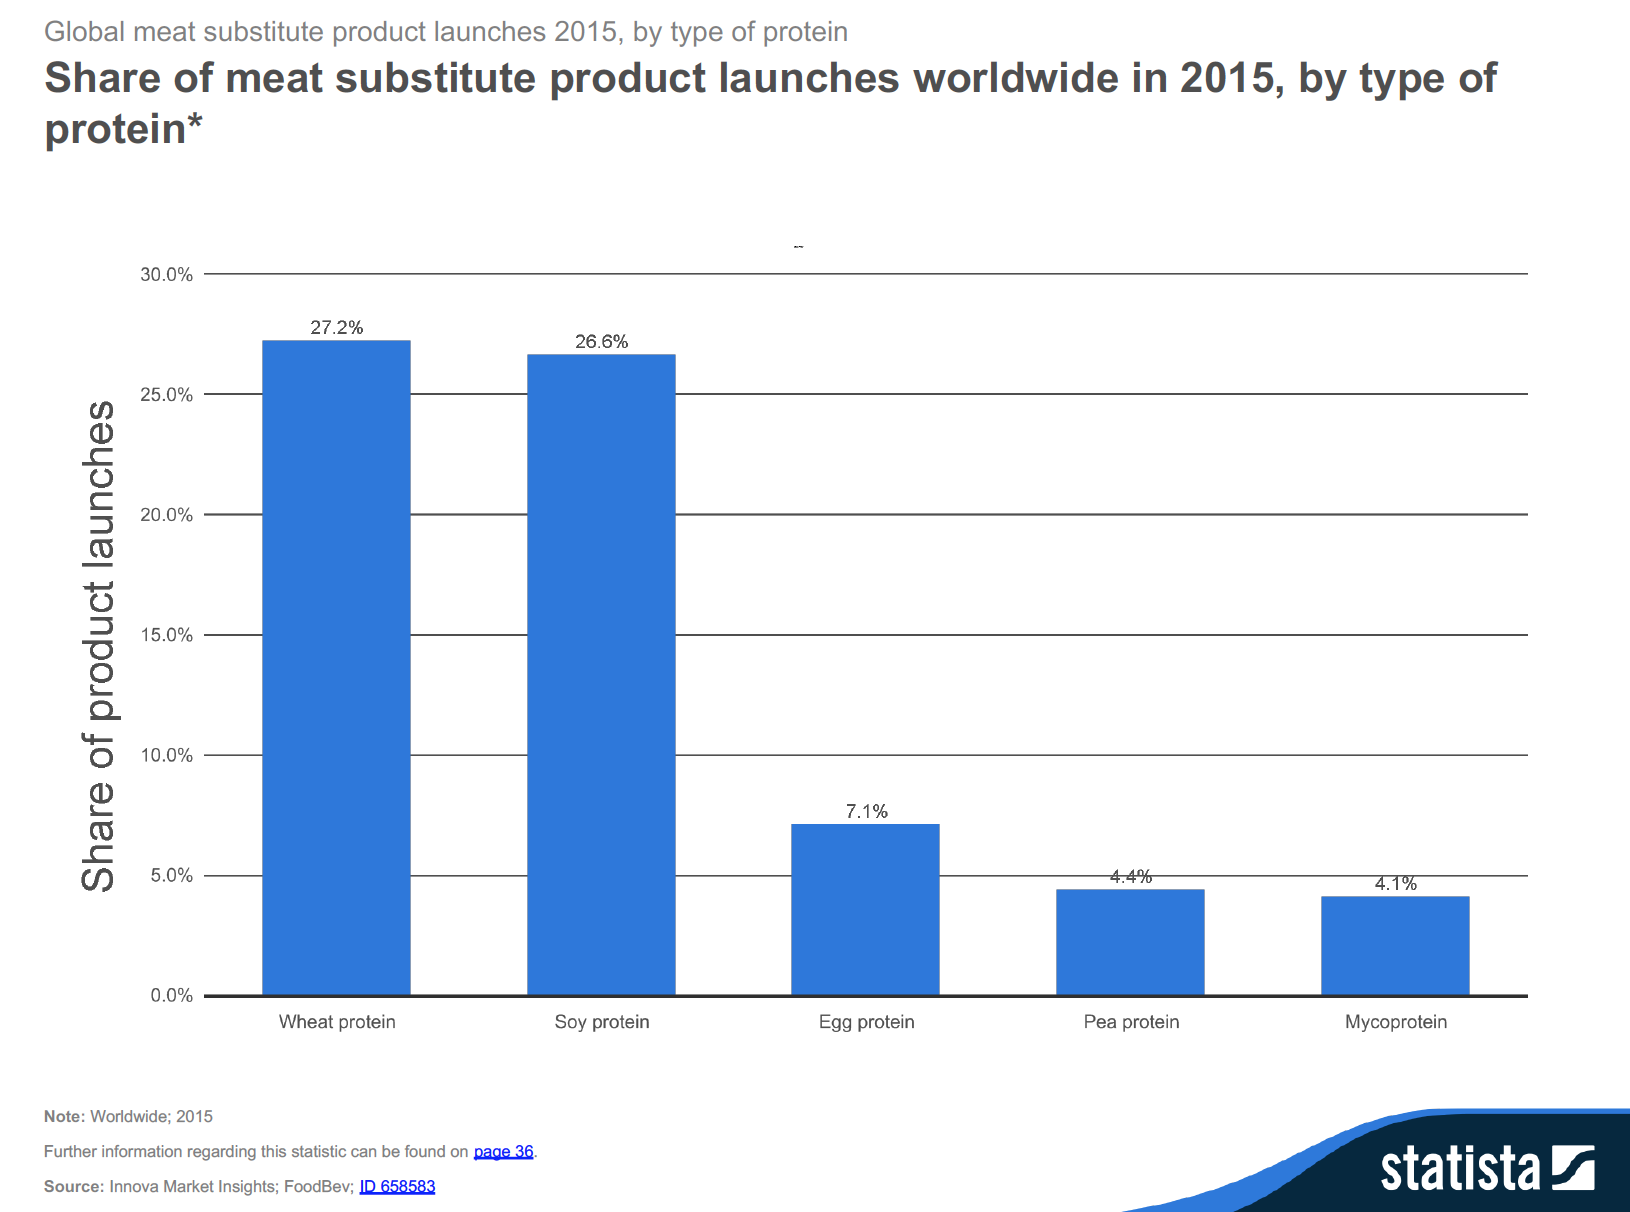 Global meat substitute product launches 2015, by type of protein
Share of meat substitute product launches worldwide in 2015, by type of
protein*
30.0%
25.0%
20.0%
15.0%
10.0%
5.0%
0.0%
Share of product launches
27.2%
26.6%
7.1%
4.4%
4.1%
Wheat protein
Soy protein
Egg protein
Pea protein
Mycoprotein
Note: Worldwide; 2015
Further information regarding this statistic can be found on page 36.
Source: Innova Market Insights; FoodBev; ID 658583
statista